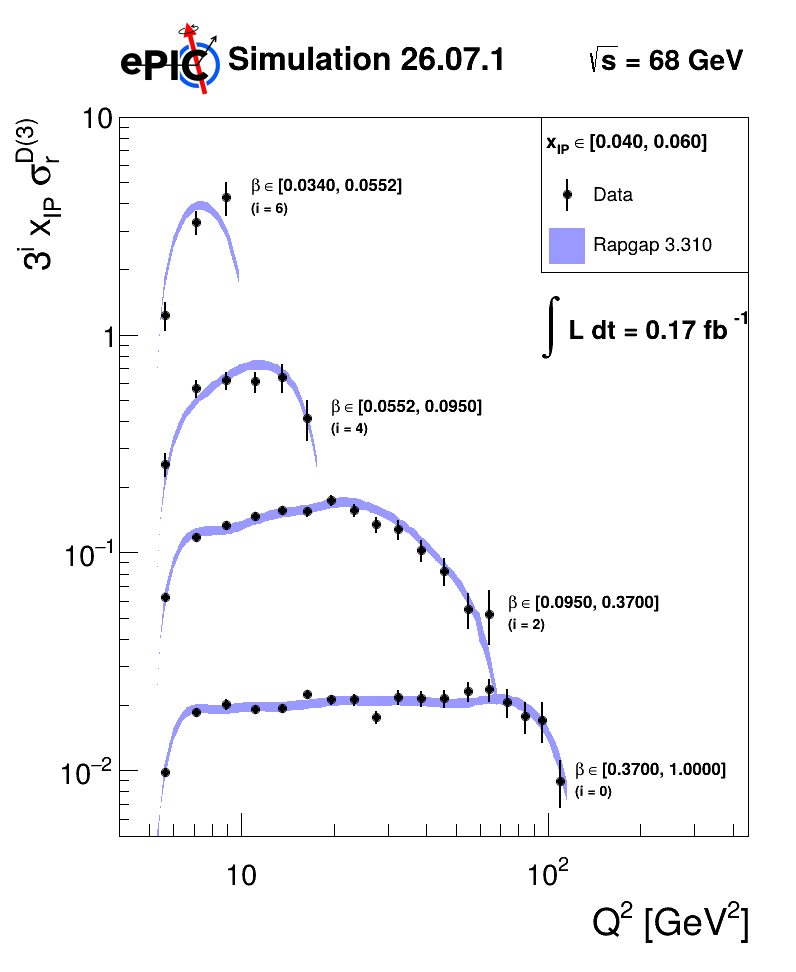 ePIC Simulation 26.07.1
√s = 68 GeV
3^i x_IP σ_r^D(3)
10
1
10^−1
10^−2
x_IP ∈ [0.040, 0.060]
Data
Rapgap 3.310
∫ L dt = 0.17 fb^-1
β ∈ [0.0340, 0.0552]
(i = 6)
β ∈ [0.0552, 0.0950]
(i = 4)
β ∈ [0.0950, 0.3700]
(i = 2)
β ∈ [0.3700, 1.0000]
(i = 0)
10
10^2
Q^2 [GeV^2]